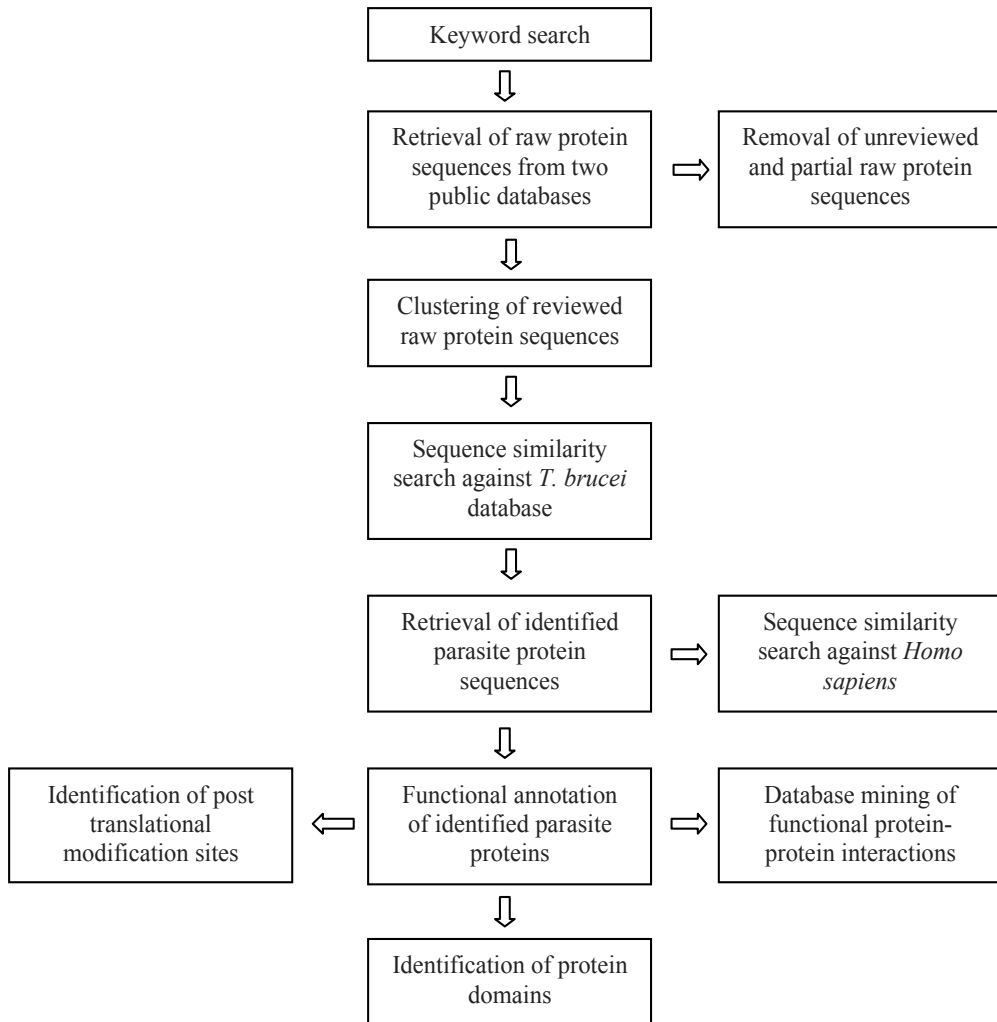 Keyword search
Retrieval of raw protein
sequences from two
public databases
Removal of unreviewed
and partial raw protein
sequences
Clustering of reviewed
raw protein sequences
Sequence similarity
search against T. brucei
database
Retrieval of identified
parasite protein
sequences
Sequence similarity
search against Homo
sapiens
Identification of post
translational
modification sites
Functional annotation
of identified parasite
proteins
Database mining of
functional protein-
protein interactions
Identification of protein
domains